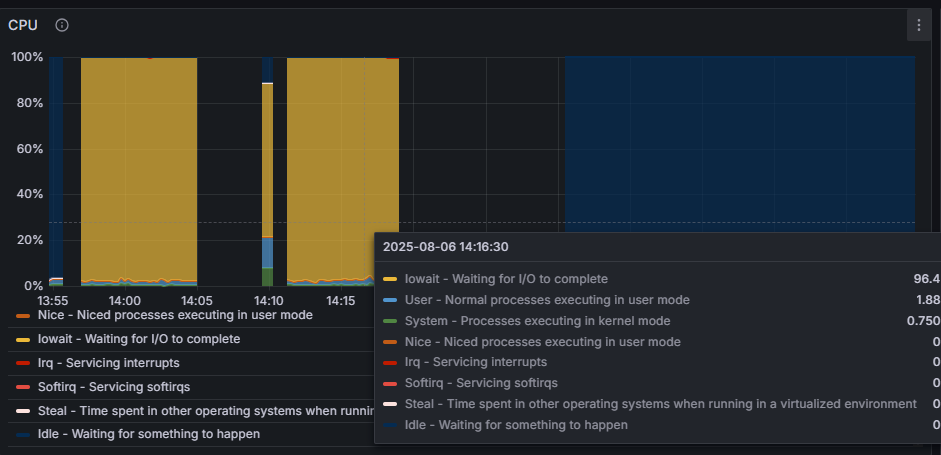 CPU
100%
80%
60%
40%
20%
0%
13:55 14:00 14:05 14:10 14:15
Nice - Niced processes executing in user mode
Iowait - Waiting for I/O to complete
Irq - Servicing interrupts
Softirq - Servicing softirqs
Steal - Time spent in other operating systems when runnin
Idle - Waiting for something to happen
2025-08-06 14:16:30
Iowait - Waiting for I/O to complete 96.4
User - Normal processes executing in user mode 1.88
System - Processes executing in kernel mode 0.750
Nice - Niced processes executing in user mode 0
Irq - Servicing interrupts 0
Softirq - Servicing softirqs 0
Steal - Time spent in other operating systems when running in a virtualized environment 0
Idle - Waiting for something to happen 0